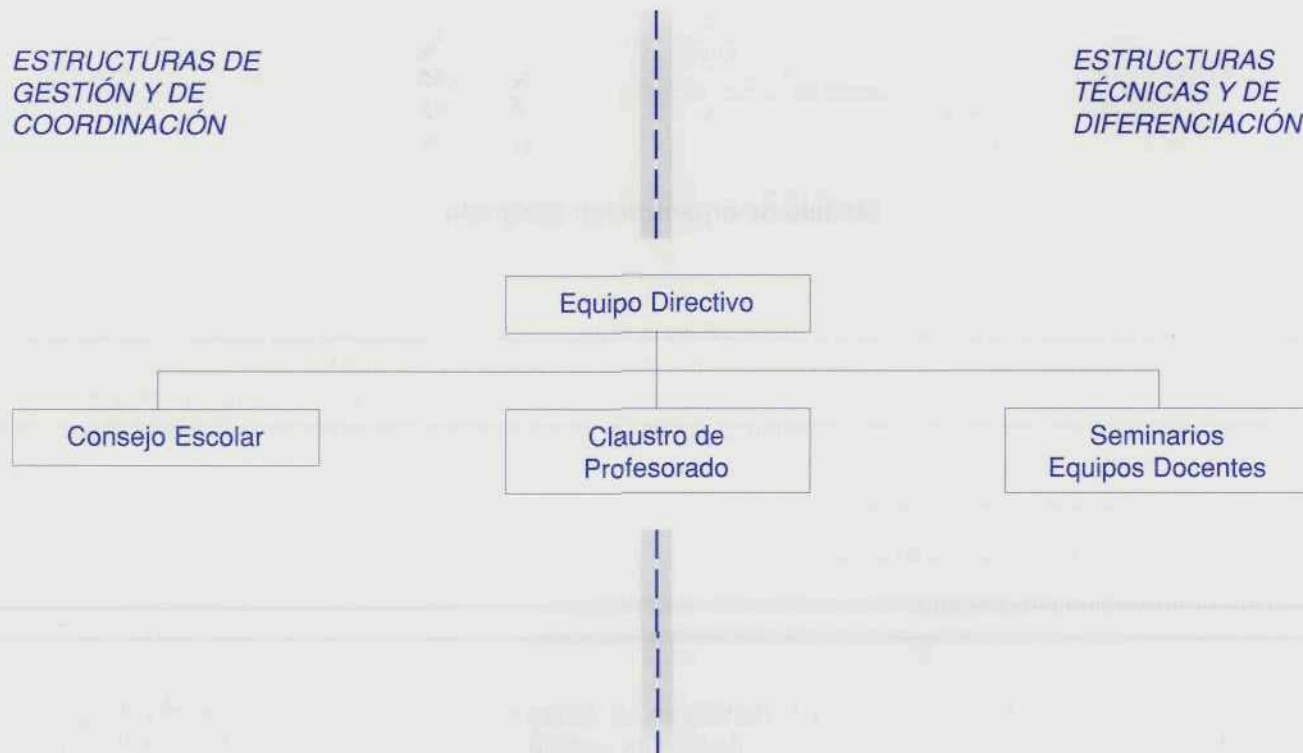 ESTRUCTURAS DE
GESTIÓN Y DE
COORDINACIÓN
ESTRUCTURAS
TÉCNICAS Y DE
DIFERENCIACIÓN
Equipo Directivo
Consejo Escolar
Claustro de
Profesorado
Seminarios
Equipos Docentes